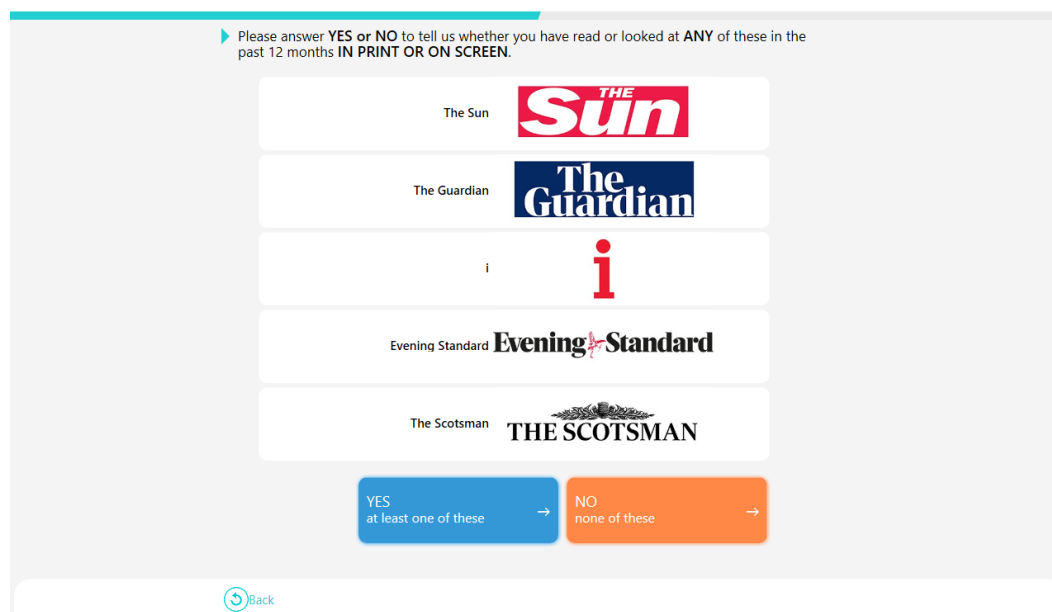 Please answer YES or NO to tell us whether you have read or looked at ANY of these in the
past 12 months IN PRINT OR ON SCREEN.
The Sun
THE
Sun
The Guardian
The
Guardian
i
i
Evening Standard
Evening Standard
The Scotsman
THE SCOTSMAN
YES
at least one of these
NO
none of these
Back